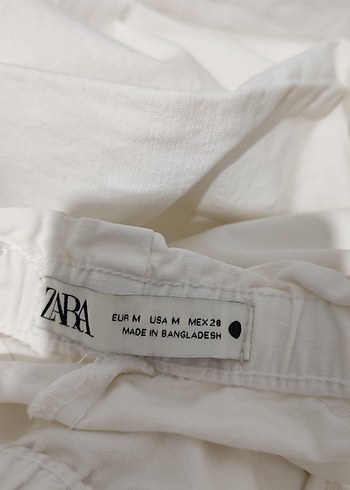 ZARA
EUR M USA M MEX 28
MADE IN BANGLADESH